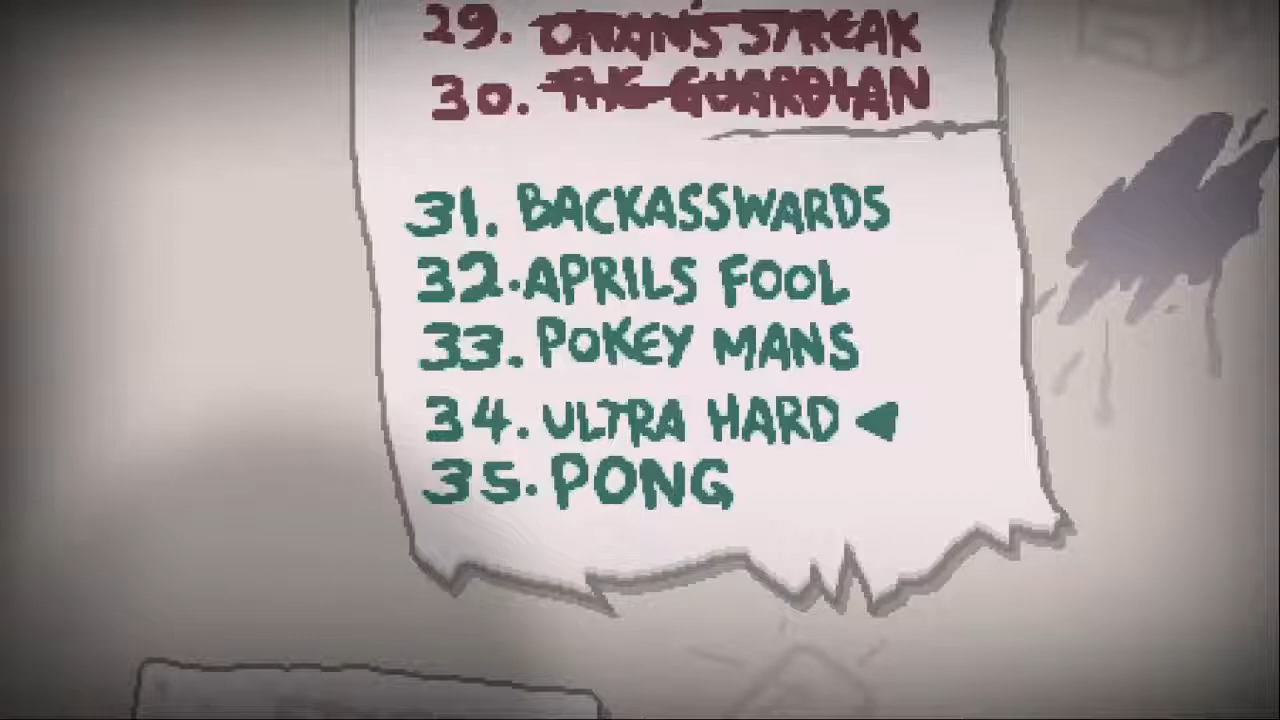 29. ONAN'S STREAK
30. THE GUARDIAN
31. BACKASSWARDS
32. APRILS FOOL
33. POKEY MANS
34. ULTRA HARD
35. PONG